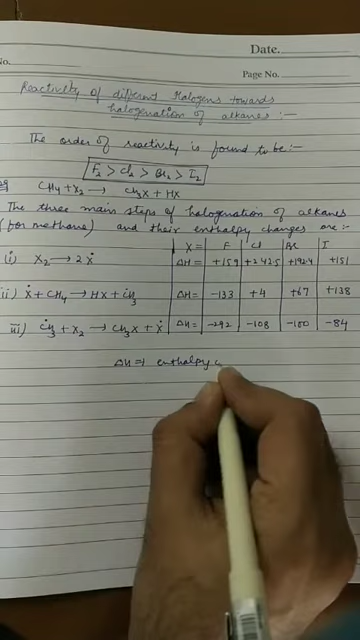 Date.
No.
Page No.
Reactivity of different Halogens towards
halogenation of alkanes :-
The order of reactivity is found to be:-
F2 > Cl2 > Br2 > I2
CH4 + X2 → CH3X + HX
The three main steps of halogenation of alkanes
(for methane) and their enthalpy changes are:-
X = F Cl Br I
(i) X2 → 2Ẋ ΔH = +159 +242.5 +192.4 +151
ii) Ẋ + CH4 → HX + ĊH3 ΔH = -133 +4 +67 +138
iii) ĊH3 + X2 → CH3X + Ẋ ΔH = -292 -108 -100 -84
ΔH ⇒ enthalpy